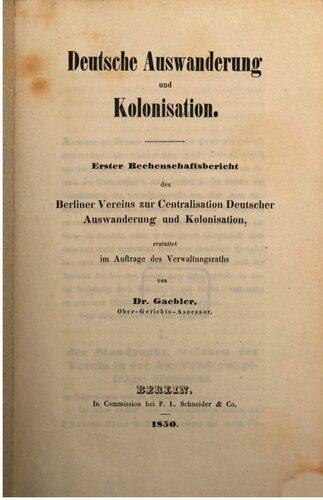 Deutsche Auswanderung
und
Kolonisation.
Erster Rechenschaftsbericht
des
Berliner Vereins zur Centralisation Deutscher
Auswanderung und Kolonisation,
erstattet
im Auftrage des Verwaltungsraths
von
Dr. Gaebler,
Ober-Gerichts-Assessor.
BERLIN.
In Commission bei F. L. Schneider & Co.
1850.